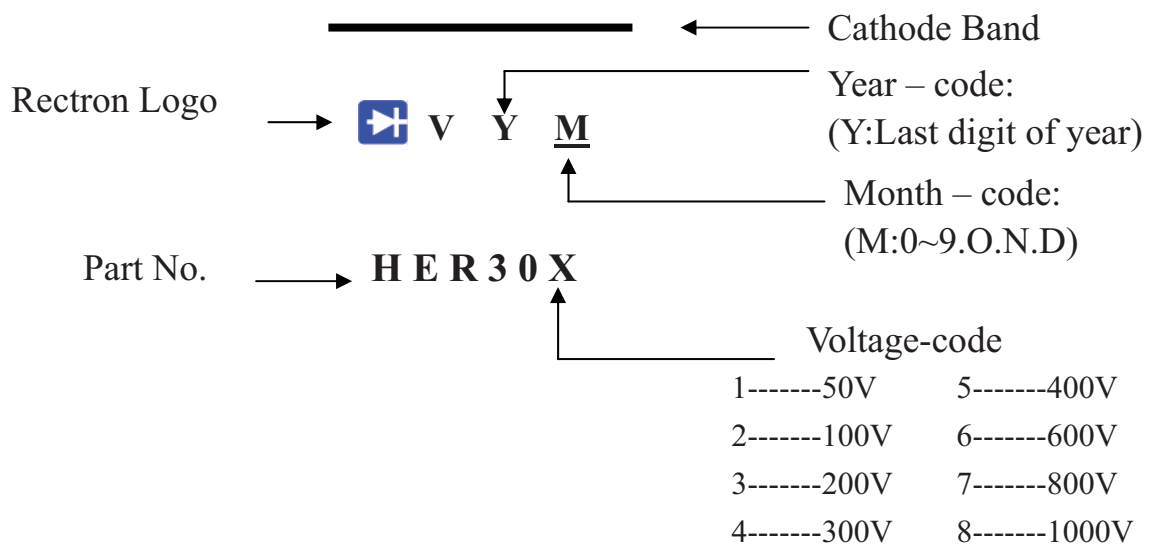 Cathode Band
Rectron Logo
V Y M
Year – code:
(Y:Last digit of year)
Month – code:
(M:0~9.O.N.D)
Part No.
H E R 3 0 X
Voltage-code
1-------50V 5-------400V
2-------100V 6-------600V
3-------200V 7-------800V
4-------300V 8-------1000V